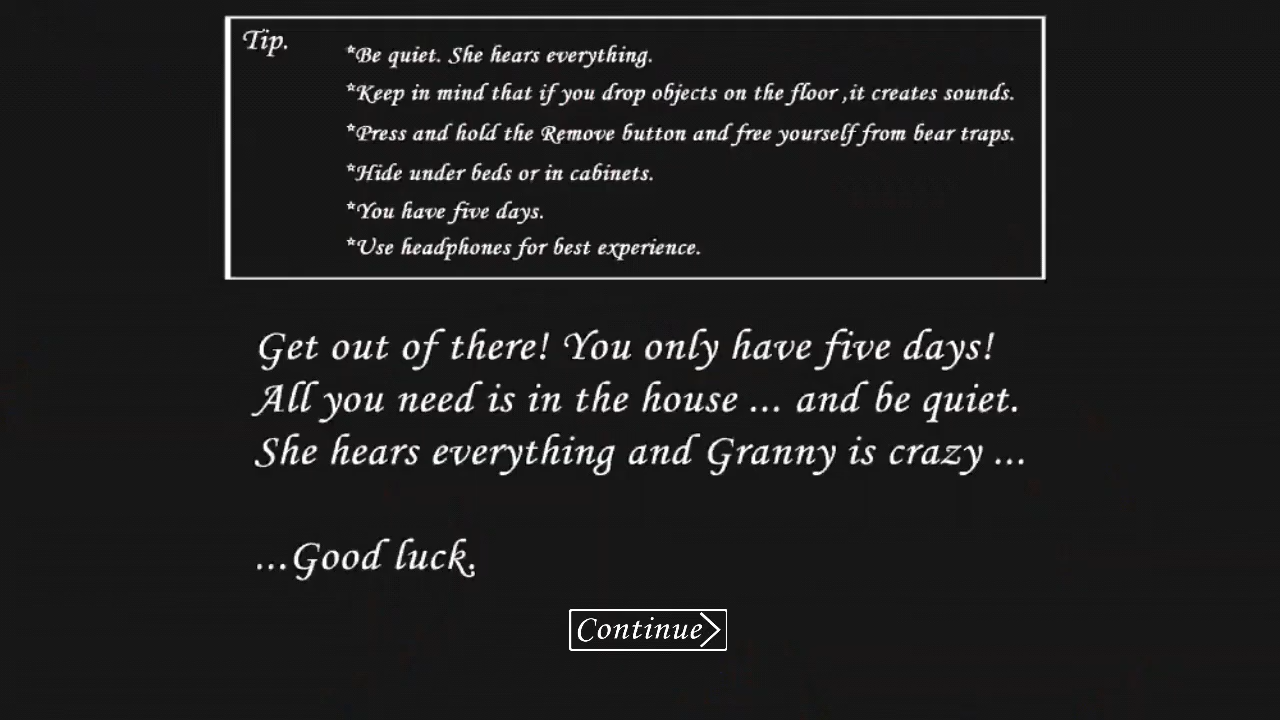 Tip.
*Be quiet. She hears everything.
*Keep in mind that if you drop objects on the floor ,it creates sounds.
*Press and hold the Remove button and free yourself from bear traps.
*Hide under beds or in cabinets.
*You have five days.
*Use headphones for best experience.
Get out of there! You only have five days!
All you need is in the house ... and be quiet.
She hears everything and Granny is crazy ...
...Good luck.
Continue>